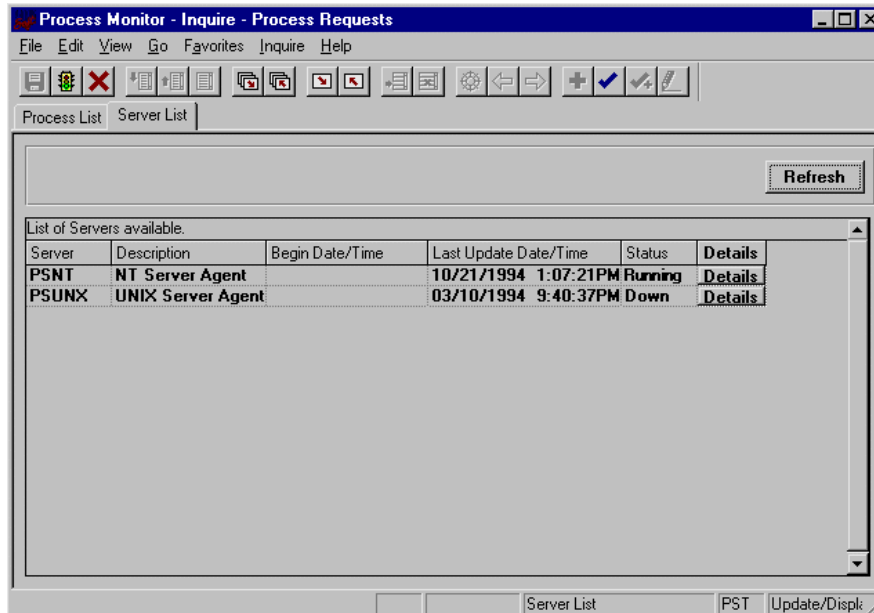 Process Monitor - Inquire - Process Requests
File Edit View Go Favorites Inquire Help
Process List Server List
Refresh
List of Servers available.
Server Description Begin Date/Time Last Update Date/Time Status Details
PSNT NT Server Agent 10/21/1994 1:07:21PM Running Details
PSUNX UNIX Server Agent 03/10/1994 9:40:37PM Down Details
Server List PST Update/Displ